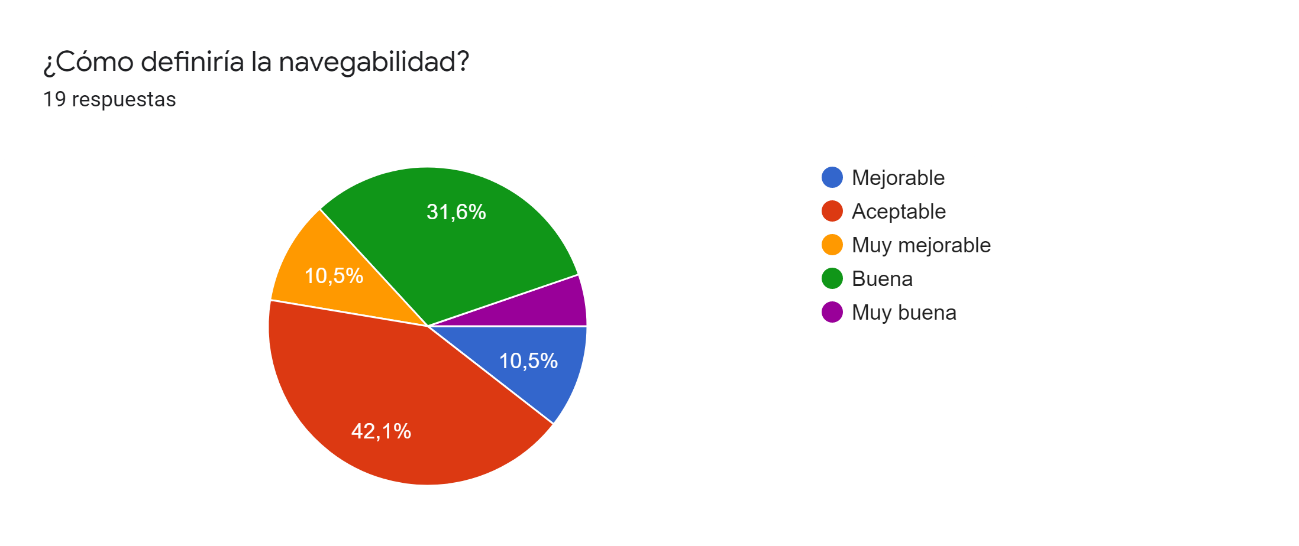 ¿Cómo definiría la navegabilidad?
19 respuestas
31,6%
10,5%
10,5%
42,1%
Mejorable
Aceptable
Muy mejorable
Buena
Muy buena